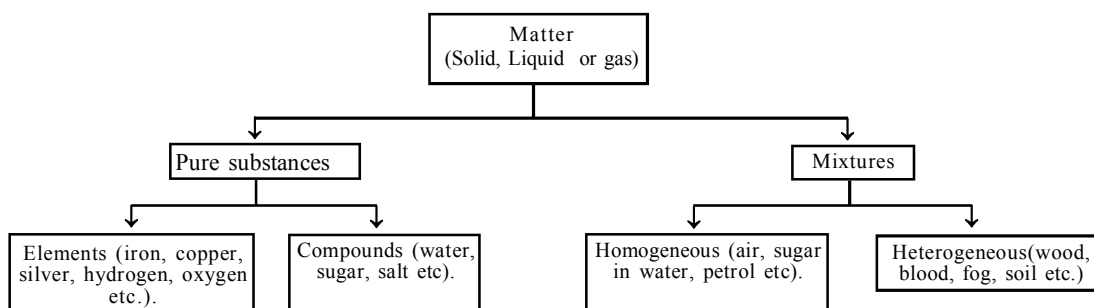 Matter
(Solid, Liquid or gas)
Pure substances
Mixtures
Elements (iron, copper,
silver, hydrogen, oxygen
etc.).
Compounds (water,
sugar, salt etc).
Homogeneous (air, sugar
in water, petrol etc).
Heterogeneous(wood,
blood, fog, soil etc.)